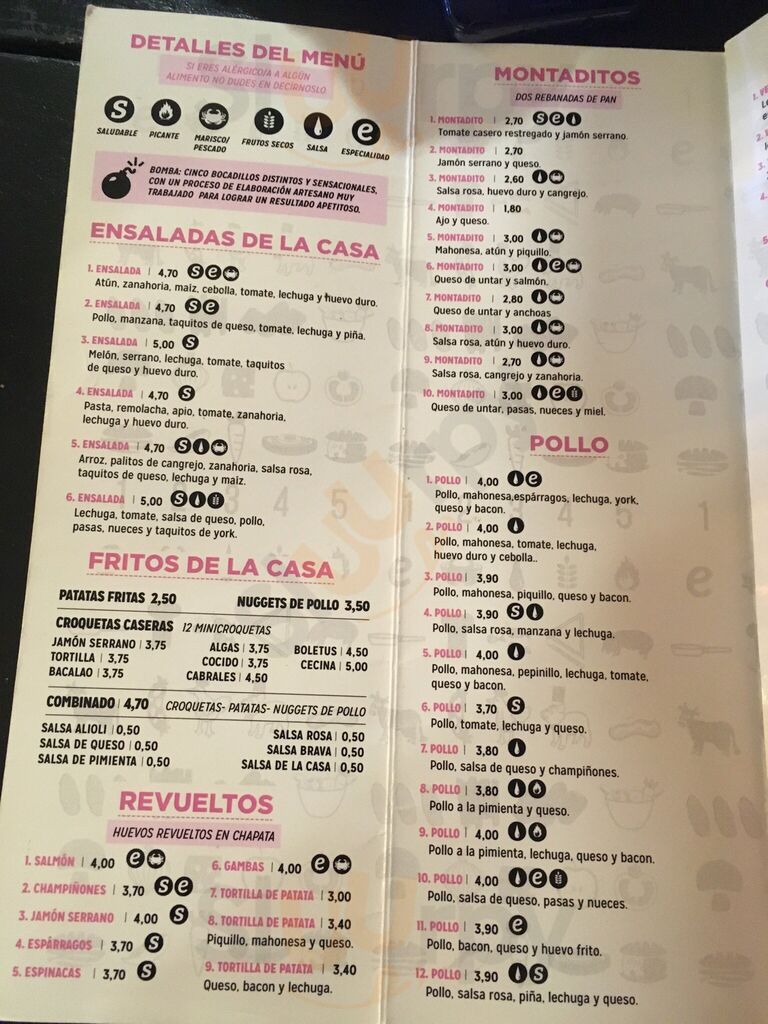 DETALLES DEL MENÚ
SI ERES ALÉRGICO/A A ALGÚN
ALIMENTO NO DUDES EN DECÍRNOSLO
SALUDABLE PICANTE MARISCO/PESCADO FRUTOS SECOS SALSA ESPECIALIDAD
BOMBA: CINCO BOCADILLOS DISTINTOS Y SENSACIONALES,
CON UN PROCESO DE ELABORACIÓN ARTESANO MUY
TRABAJADO PARA LOGRAR UN RESULTADO APETITOSO.
ENSALADAS DE LA CASA
1. ENSALADA | 4,70
Atún, zanahoria, maiz, cebolla, tomate, lechuga y huevo duro.
2. ENSALADA | 4,70
Pollo, manzana, taquitos de queso, tomate, lechuga y piña.
3. ENSALADA | 5,00
Melón, serrano, lechuga, tomate, taquitos
de queso y huevo duro.
4. ENSALADA | 4,70
Pasta, remolacha, apio, tomate, zanahoria,
lechuga y huevo duro.
5. ENSALADA | 4,70
Arroz, palitos de cangrejo, zanahoria, salsa rosa,
taquitos de queso, lechuga y maiz.
6. ENSALADA | 5,00
Lechuga, tomate, salsa de queso, pollo,
pasas, nueces y taquitos de york.
FRITOS DE LA CASA
PATATAS FRITAS 2,50 NUGGETS DE POLLO 3,50
CROQUETAS CASERAS 12 MINICROQUETAS
JAMÓN SERRANO | 3,75 ALGAS | 3,75 BOLETUS | 4,50
TORTILLA | 3,75 COCIDO | 3,75 CECINA | 5,00
BACALAO | 3,75 CABRALES | 4,50
COMBINADO | 4,70 CROQUETAS- PATATAS- NUGGETS DE POLLO
SALSA ALIOLI | 0,50 SALSA ROSA | 0,50
SALSA DE QUESO | 0,50 SALSA BRAVA | 0,50
SALSA DE PIMIENTA | 0,50 SALSA DE LA CASA | 0,50
REVUELTOS
HUEVOS REVUELTOS EN CHAPATA
1. SALMÓN | 4,00
2. CHAMPIÑONES | 3,70
3. JAMÓN SERRANO | 4,00
4. ESPÁRRAGOS | 3,70
5. ESPINACAS | 3,70
6. GAMBAS | 4,00
7. TORTILLA DE PATATA | 3,00
8. TORTILLA DE PATATA | 3,40
Piquillo, mahonesa y queso.
9. TORTILLA DE PATATA | 3,40
Queso, bacon y lechuga.
MONTADITOS
DOS REBANADAS DE PAN
1. MONTADITO | 2,70
Tomate casero restregado y jamón serrano.
2. MONTADITO | 2,70
Jamón serrano y queso.
3. MONTADITO | 2,60
Salsa rosa, huevo duro y cangrejo.
4. MONTADITO | 1,80
Ajo y queso.
5. MONTADITO | 3,00
Mahonesa, atún y piquillo.
6. MONTADITO | 3,00
Queso de untar y salmón.
7. MONTADITO | 2,80
Queso de untar y anchoas
8. MONTADITO | 3,00
Salsa rosa, atún y huevo duro.
9. MONTADITO | 2,70
Salsa rosa, cangrejo y zanahoria.
10. MONTADITO | 3,00
Queso de untar, pasas, nueces y miel.
POLLO
1. POLLO | 4,00
Pollo, mahonesa,espárragos, lechuga, york,
queso y bacon.
2. POLLO | 4,00
Pollo, mahonesa, tomate, lechuga,
huevo duro y cebolla..
3. POLLO | 3,90
Pollo, mahonesa, piquillo, queso y bacon.
4. POLLO | 3,90
Pollo, salsa rosa, manzana y lechuga.
5. POLLO | 4,00
Pollo, mahonesa, pepinillo, lechuga, tomate,
queso y bacon.
6. POLLO | 3,70
Pollo, tomate, lechuga y queso.
7. POLLO | 3,80
Pollo, salsa de queso y champiñones.
8. POLLO | 3,80
Pollo a la pimienta y queso.
9. POLLO | 4,00
Pollo a la pimienta, lechuga, queso y bacon.
10. POLLO | 4,00
Pollo, salsa de queso, pasas y nueces.
11. POLLO | 3,90
Pollo, bacon, queso y huevo frito.
12. POLLO | 3,90
Pollo, salsa rosa, piña, lechuga y queso.